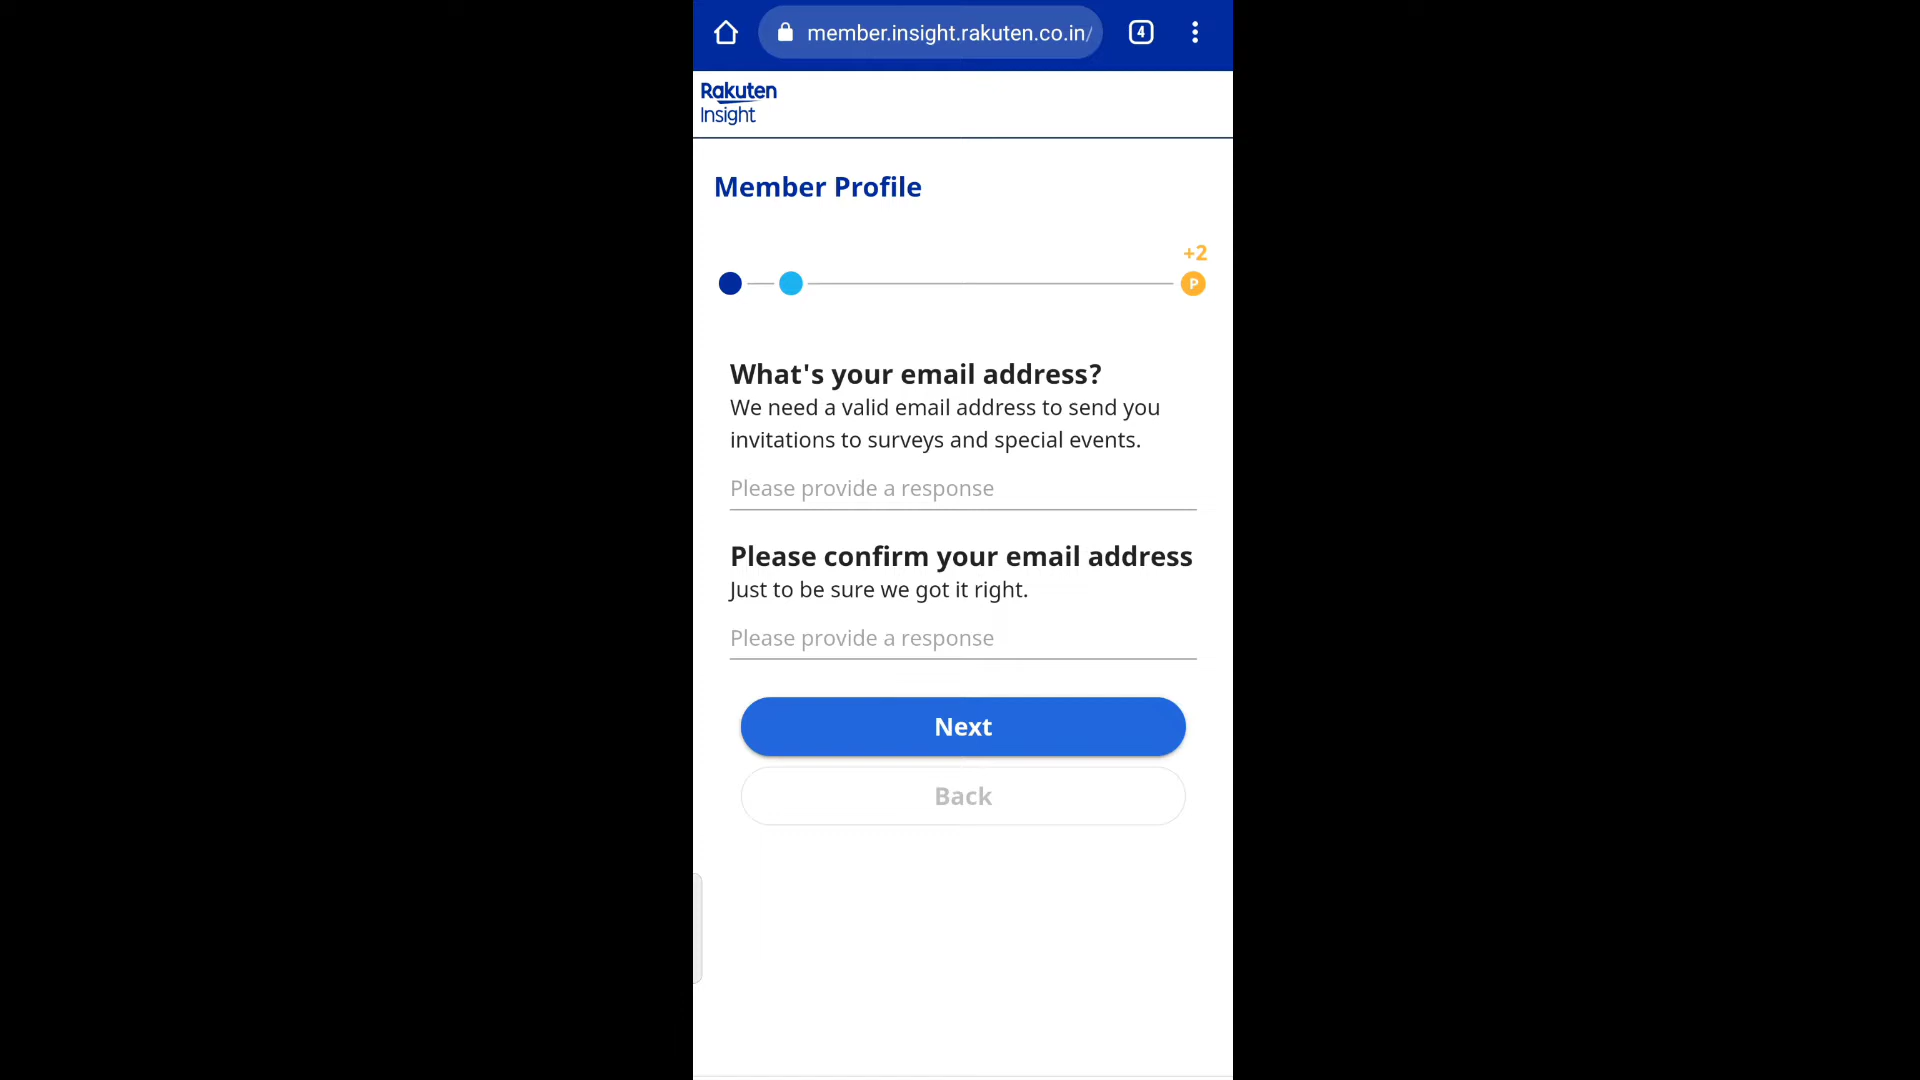 member.insight.rakuten.co.in/
4
Rakuten
Insight
Member Profile
+2
P
What's your email address?
We need a valid email address to send you
invitations to surveys and special events.
Please provide a response
Please confirm your email address
Just to be sure we got it right.
Please provide a response
Next
Back